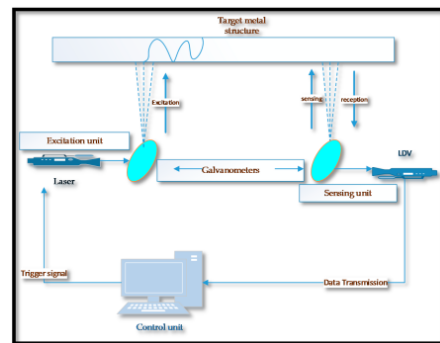 Target metal
structure
Excitation
sensing
reception
Excitation unit
LDV
Galvanometers
Laser
Sensing unit
Trigger signal
Data Transmission
Control unit